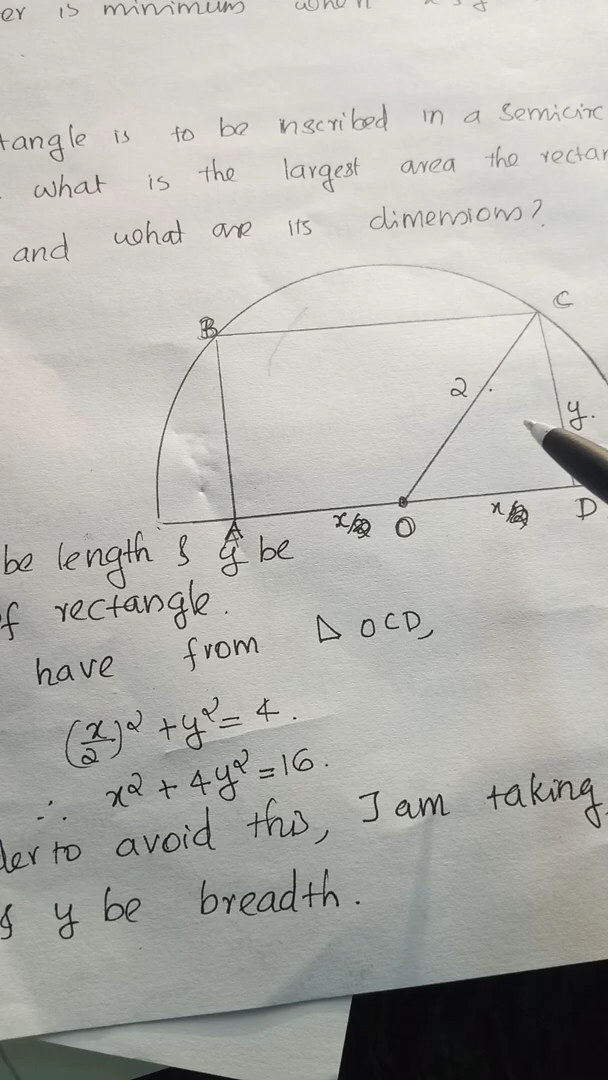 er is minimum when
tangle is to be inscribed in a semicirc
what is the largest area the rectan
and what are its dimensions?
B
C
2
y.
A
x/2
O
x/2
D
be length & y be
f rectangle.
have from △ OCD,
(x/2)² + y² = 4.
∴ x² + 4y² = 16.
der to avoid this, I am taking
& y be breadth.